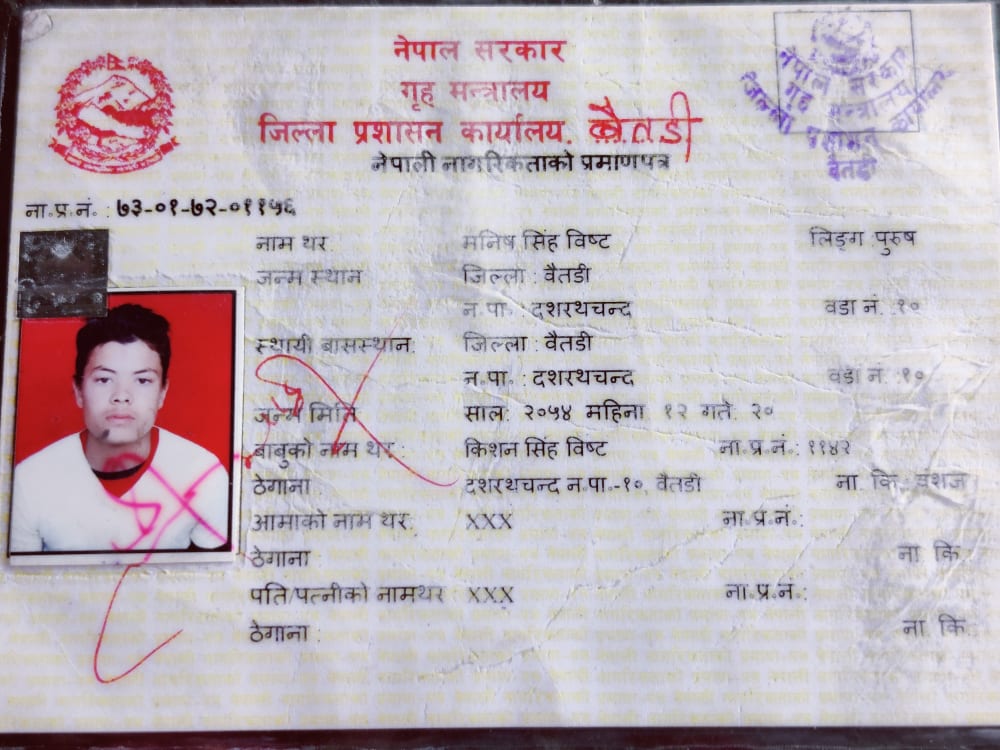 नेपाल सरकार
गृह मन्त्रालय
जिल्ला प्रशासन कार्यालय, बैतडी
नेपाली नागरिकताको प्रमाणपत्र
नेपाल सरकार
गृह मन्त्रालय
जिल्ला प्रशासन कार्यालय
वैतडी
ना.प्र.नं. : ७३-०१-७२-०११५६
नाम थर: मनिष सिंह विष्ट लिङ्ग :पुरुष
जन्म स्थान जिल्ला : वैतडी
न.पा. : दशरथचन्द वडा नं. :१०
स्थायी बासस्थान: जिल्ला : वैतडी
न.पा. : दशरथचन्द वडा नं. :१०
जन्म मिति साल: २०५४ महिना: १२ गते: २०
बाबुको नाम थर : किशन सिंह विष्ट ना.प्र.नं.: ११४२
ठेगाना : दशरथचन्द न.पा.-१०, वैतडी ना. कि. वंशज
आमाको नाम थर: XXX ना.प्र.नं.:
ठेगाना ना. कि.
पति/पत्नीको नामथर : XXX ना.प्र.नं.:
ठेगाना : ना. कि.